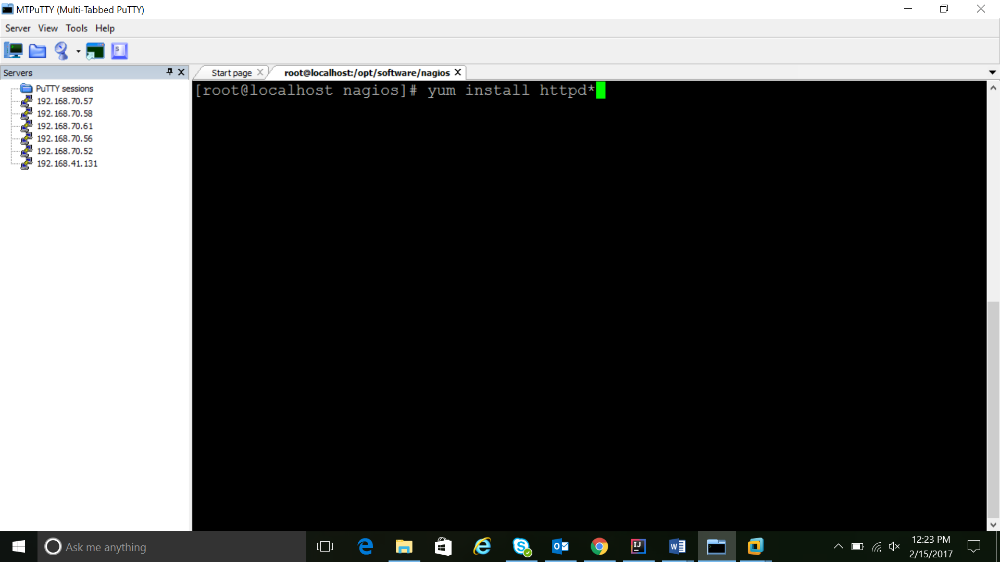 MTPuTTY (Multi-Tabbed PuTTY)
Server View Tools Help
S
Servers
Start page
root@localhost:/opt/software/nagios
PuTTY sessions
192.168.70.57
192.168.70.58
192.168.70.61
192.168.70.56
192.168.70.52
192.168.41.131
[root@localhost nagios]# yum install httpd*
Ask me anything
12:23 PM
2/15/2017